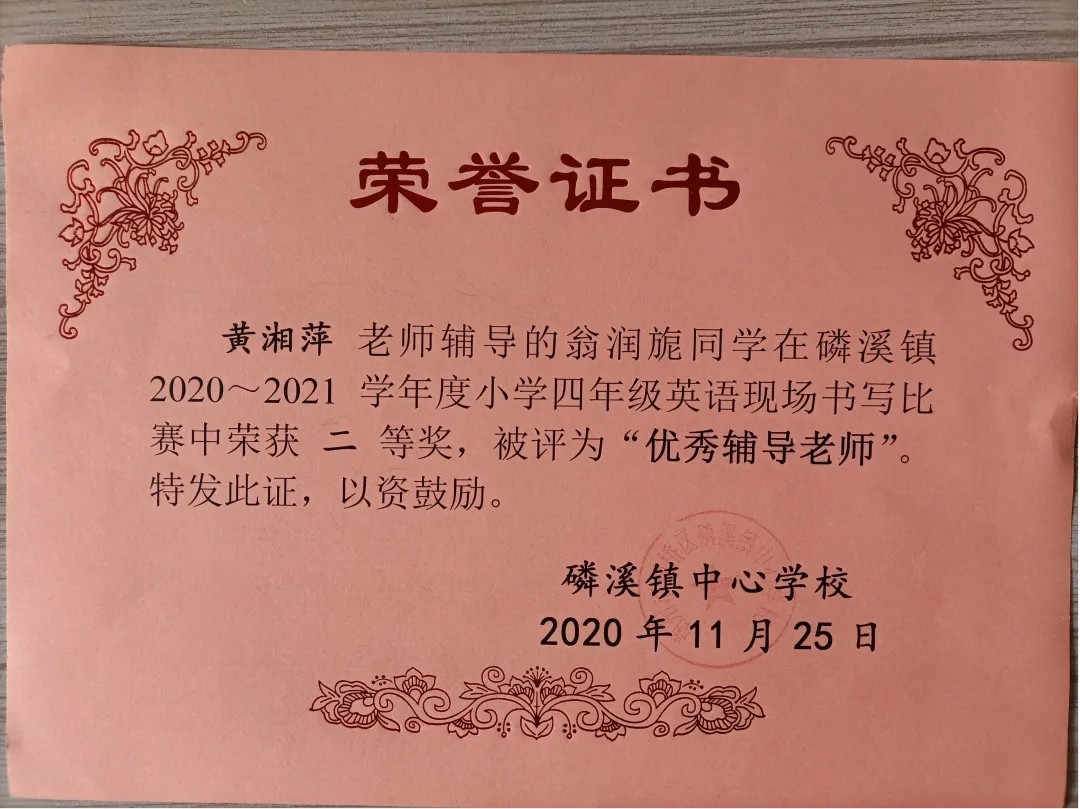 荣誉证书
黄湘萍 老师辅导的翁润旎同学在磷溪镇
2020～2021 学年度小学四年级英语现场书写比
赛中荣获 二 等奖，被评为“优秀辅导老师”。
特发此证，以资鼓励。
磷溪镇中心学校
2020 年 11 月 25 日